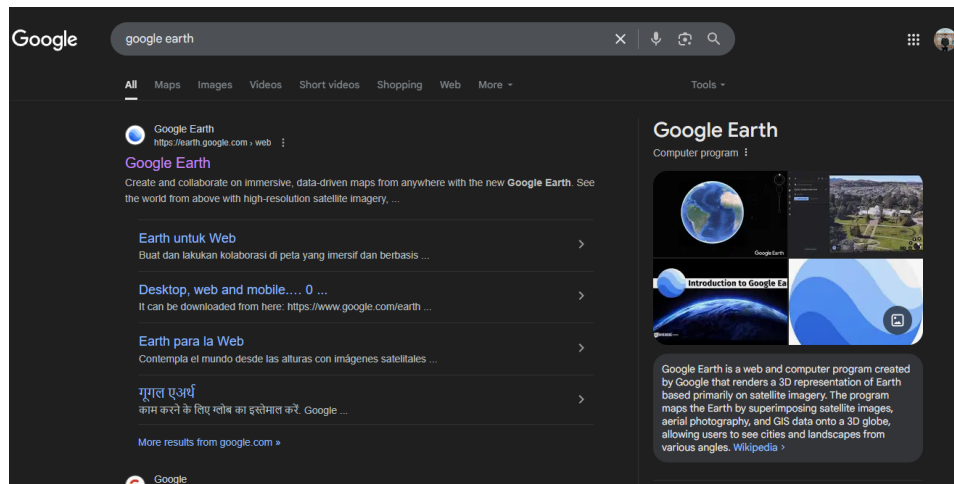 Google
google earth
All Maps Images Videos Short videos Shopping Web More Tools
Google Earth
https://earth.google.com › web
Google Earth
Create and collaborate on immersive, data-driven maps from anywhere with the new Google Earth. See
the world from above with high-resolution satellite imagery, ...
Earth untuk Web
Buat dan lakukan kolaborasi di peta yang imersif dan berbasis ...
Desktop, web and mobile.... 0 ...
It can be downloaded from here: https://www.google.com/earth ...
Earth para la Web
Contempla el mundo desde las alturas con imágenes satelitales ...
गूगल एअर्थ
काम करने के लिए ग्लोब का इस्तेमाल करें. Google ...
More results from google.com »
Google
Google Earth
Computer program
Google Earth
Introduction to Google Ea
Google Earth is a web and computer program created
by Google that renders a 3D representation of Earth
based primarily on satellite imagery. The program
maps the Earth by superimposing satellite images,
aerial photography, and GIS data onto a 3D globe,
allowing users to see cities and landscapes from
various angles. Wikipedia ›